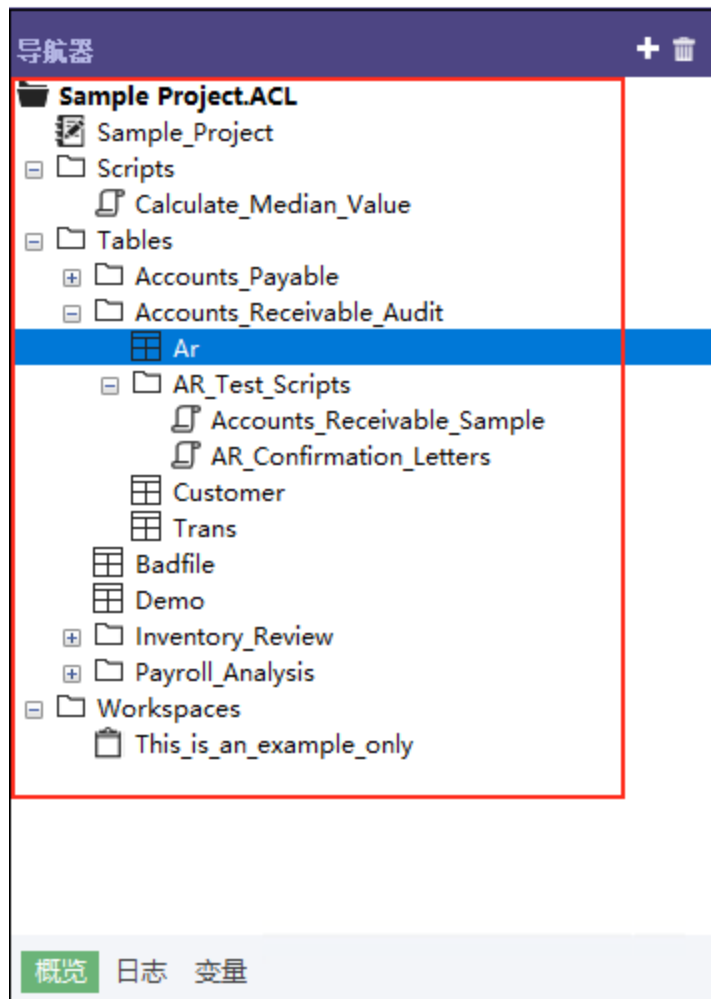 导航器
Sample Project.ACL
Sample_Project
Scripts
Calculate_Median_Value
Tables
Accounts_Payable
Accounts_Receivable_Audit
Ar
AR_Test_Scripts
Accounts_Receivable_Sample
AR_Confirmation_Letters
Customer
Trans
Badfile
Demo
Inventory_Review
Payroll_Analysis
Workspaces
This_is_an_example_only
概览 日志 变量